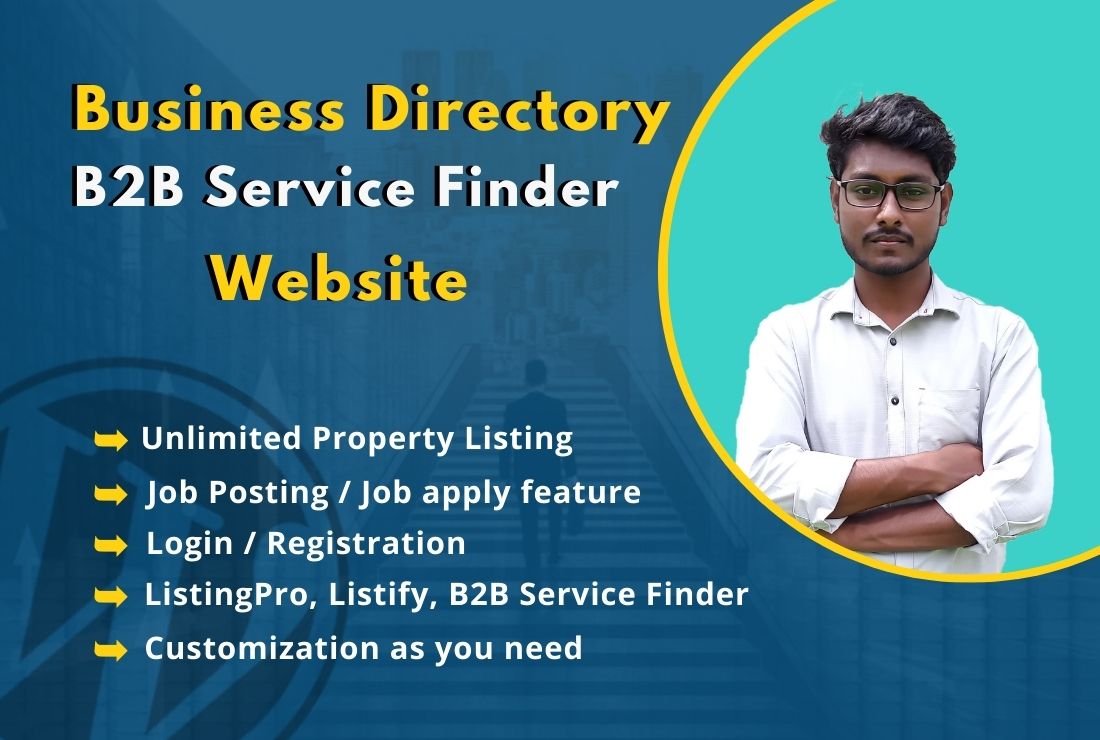 Business Directory
B2B Service Finder
Website
Unlimited Property Listing
Job Posting / Job apply feature
Login / Registration
ListingPro, Listify, B2B Service Finder
Customization as you need